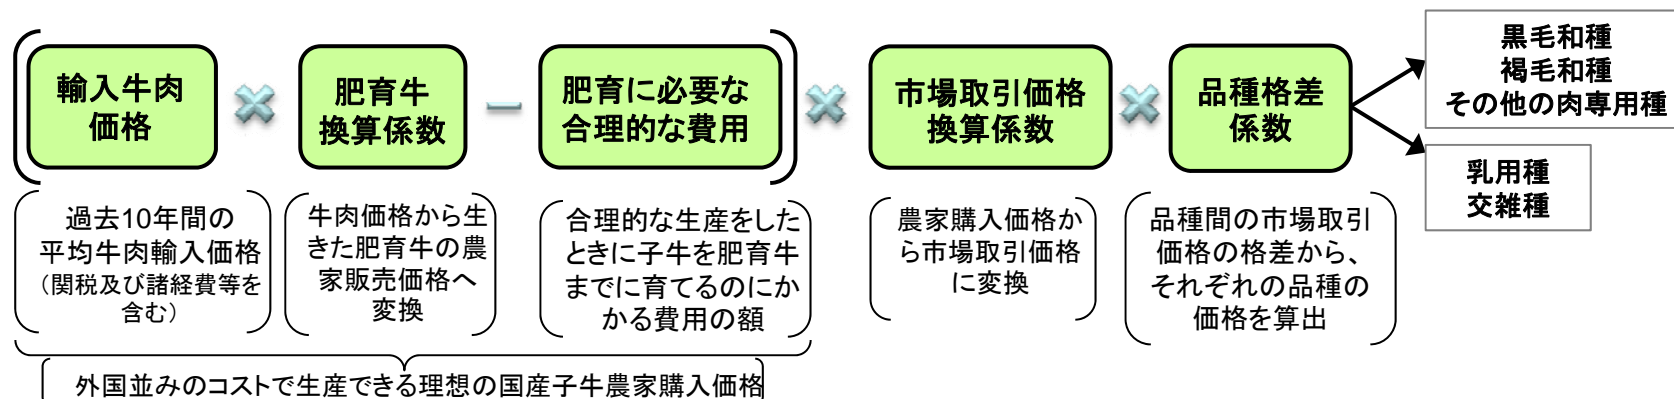 輸入牛肉
価格
×
肥育牛
換算係数
－
肥育に必要な
合理的な費用
×
市場取引価格
換算係数
×
品種格差
係数
黒毛和種
褐毛和種
その他の肉専用種
乳用種
交雑種
過去10年間の
平均牛肉輸入価格
（関税及び諸経費等を
含む）
牛肉価格から生
きた肥育牛の農
家販売価格へ
変換
合理的な生産をした
ときに子牛を肥育牛
までに育てるのにか
かる費用の額
農家購入価格か
ら市場取引価格
に変換
品種間の市場取引
価格の格差から、
それぞれの品種の
価格を算出
外国並みのコストで生産できる理想の国産子牛農家購入価格